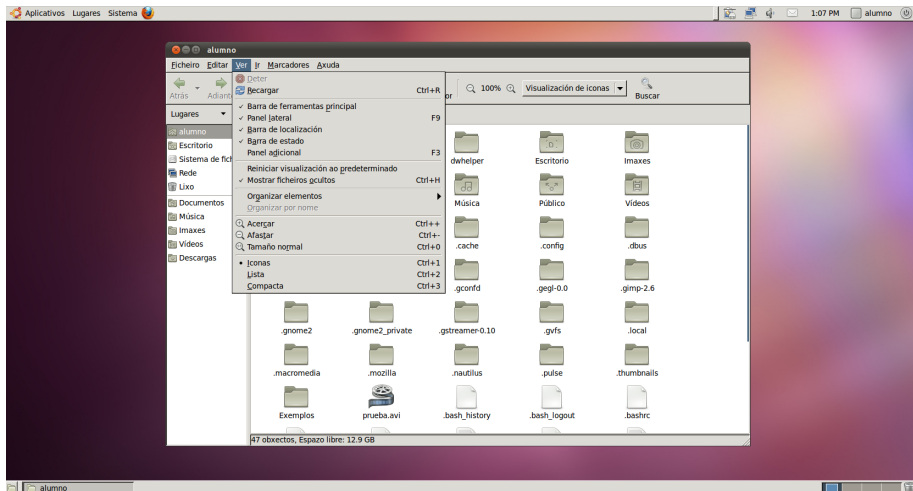 Aplicativos Lugares Sistema 1:07 PM alumno
alumno
Ficheiro Editar Ver Ir Marcadores Axuda
Atrás Adiante or 100% Visualización de iconas Buscar
Lugares
alumno
Escritorio
Sistema de fich
Rede
Lixo
Documentos
Música
Imaxes
Vídeos
Descargas
Deter
Recargar Ctrl+R
Barra de ferramentas principal
Panel lateral F9
Barra de localización
Barra de estado
Panel adicional F3
Reiniciar visualización ao predeterminado
Mostrar ficheiros ocultos Ctrl+H
Organizar elementos
Organizar por nome
Acercar Ctrl++
Afastar Ctrl+-
Tamaño normal Ctrl+0
Iconas Ctrl+1
Lista Ctrl+2
Compacta Ctrl+3
dwhelper Escritorio Imaxes
Música Público Vídeos
.cache .config .dbus
.gconfd .gegl-0.0 .gimp-2.6
.gnome2 .gnome2_private .gstreamer-0.10 .gvfs .local
.macromedia .mozilla .nautilus .pulse .thumbnails
Exemplos prueba.avi .bash_history .bash_logout .bashrc
47 obxectos, Espazo libre: 12.9 GB
alumno